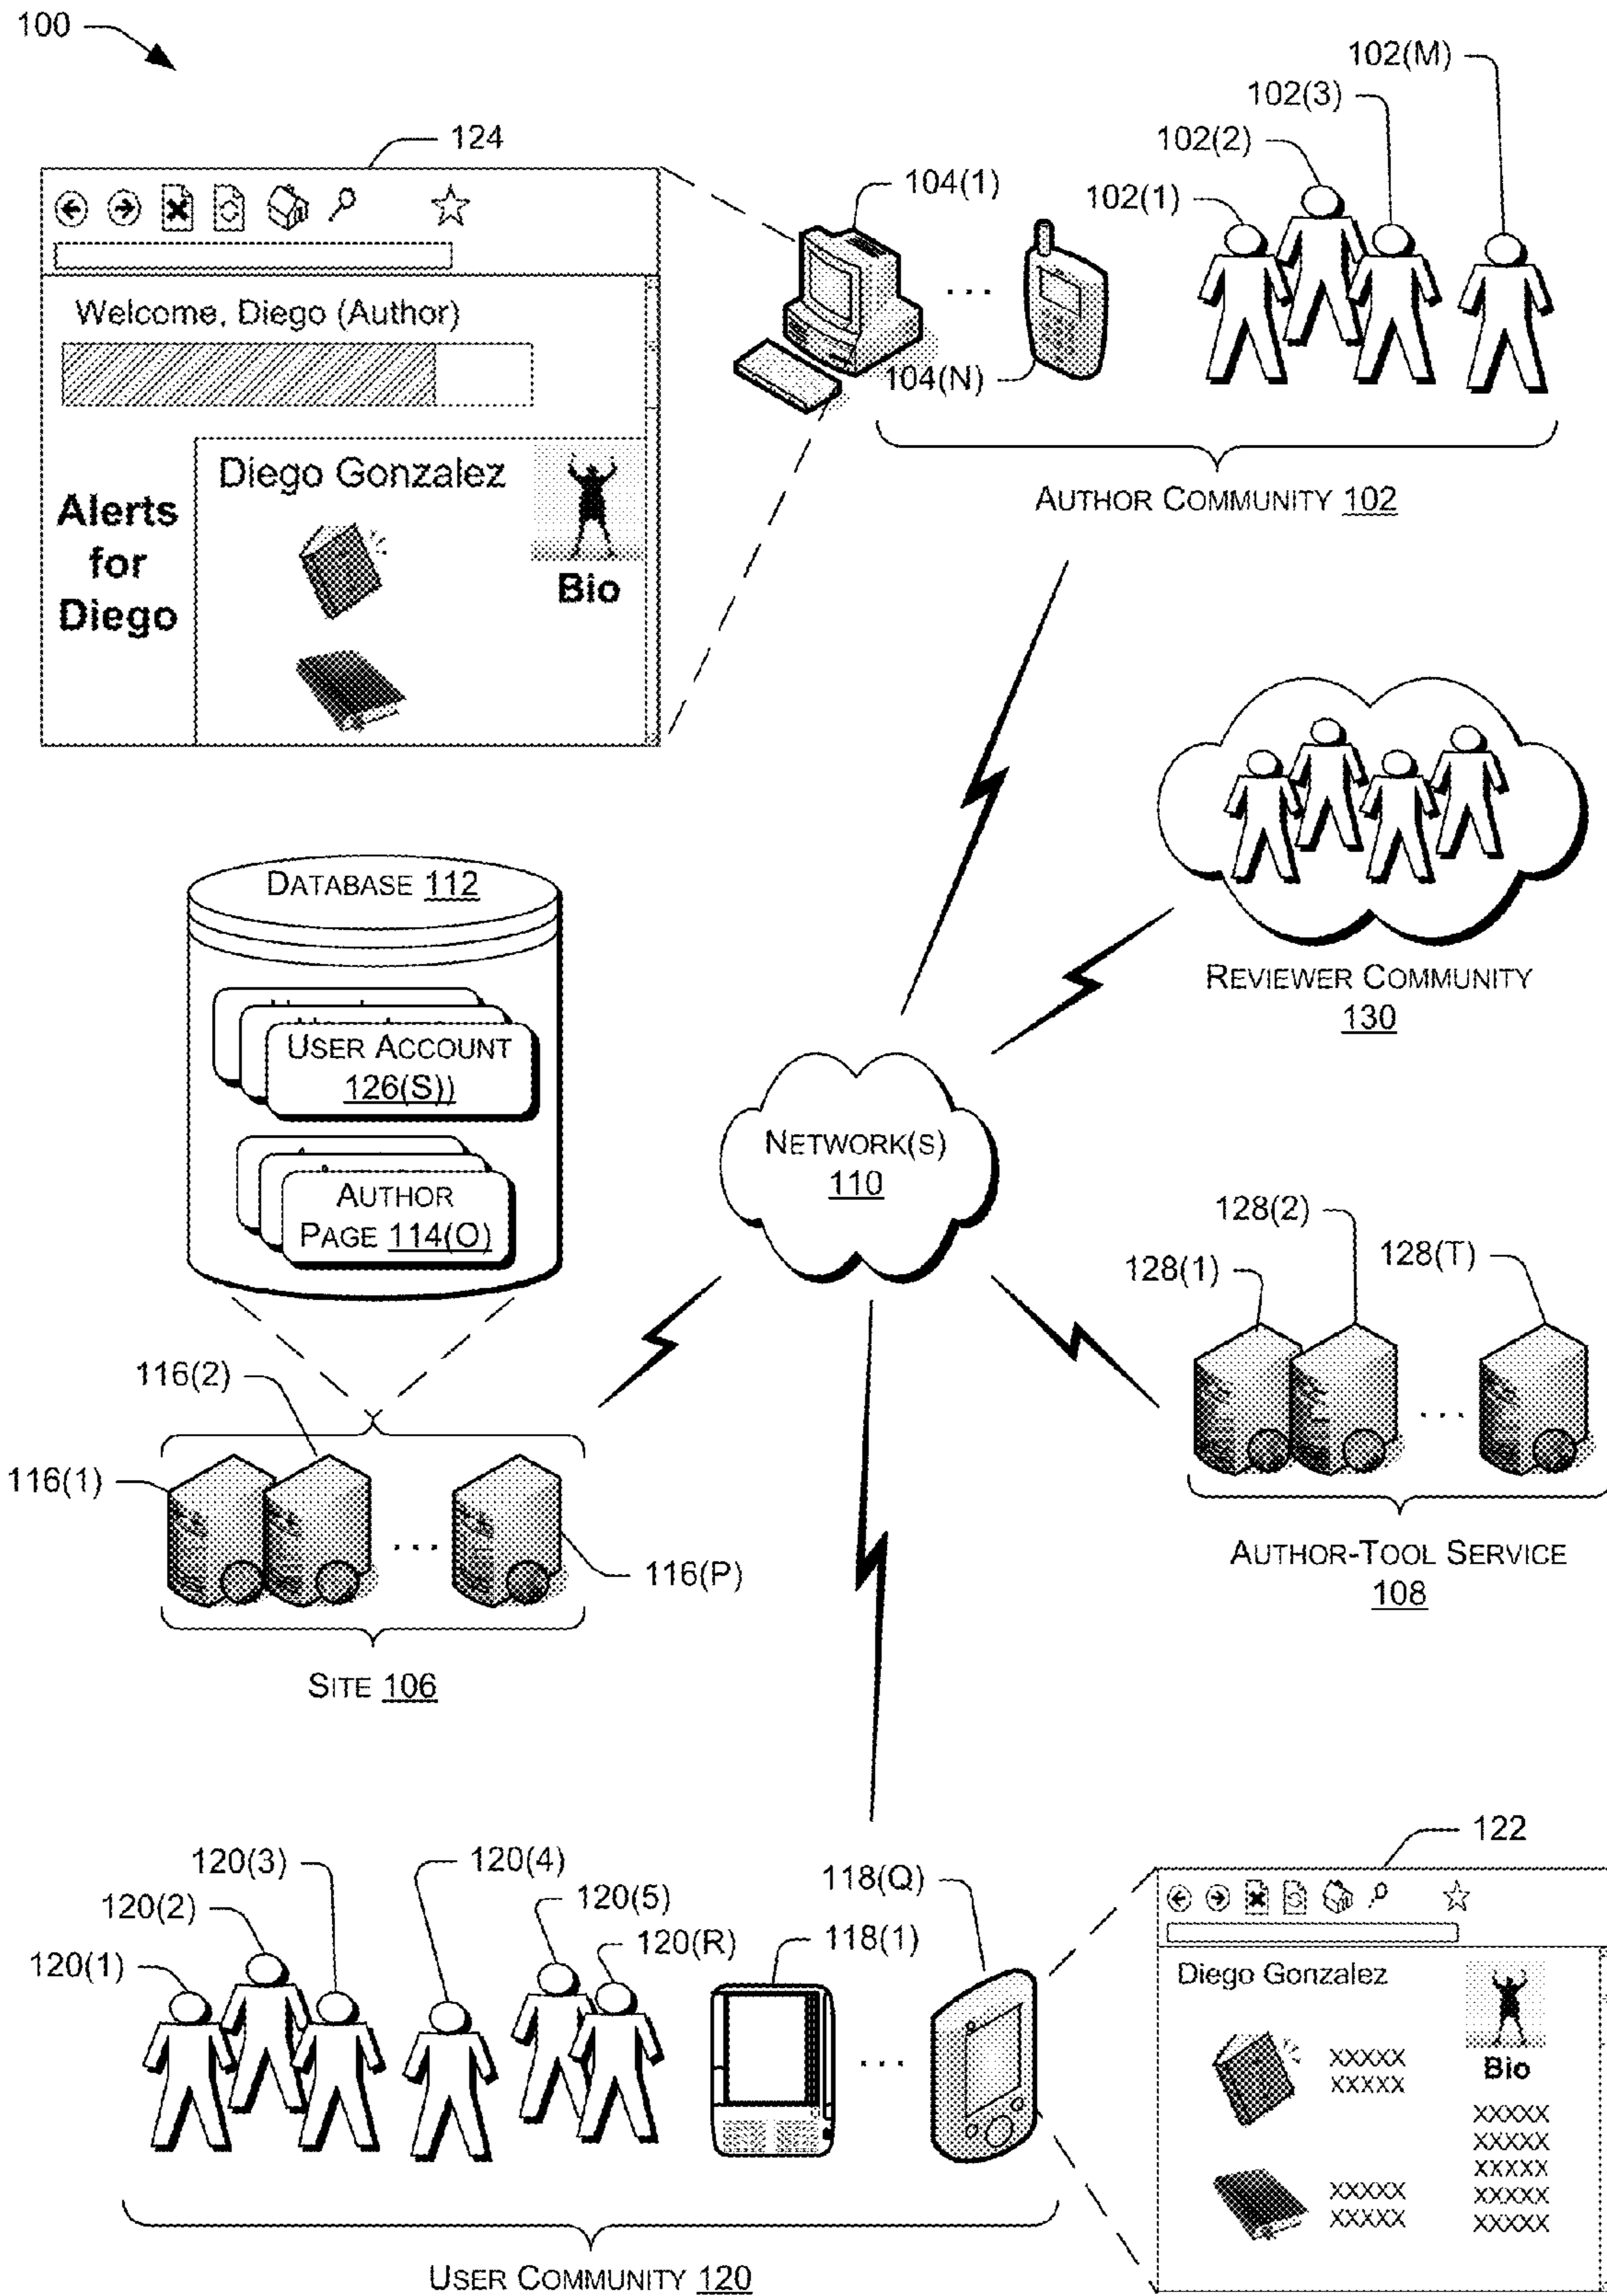 100
124
Welcome, Diego (Author)
Diego Gonzalez
Alerts
for
Diego
Bio
104(1)
104(N)
102(1)
102(2)
102(3)
102(M)
AUTHOR COMMUNITY 102
DATABASE 112
USER ACCOUNT
126(S))
AUTHOR
PAGE 114(O)
REVIEWER COMMUNITY
130
NETWORK(S)
110
128(1)
128(2)
128(T)
AUTHOR-TOOL SERVICE
108
116(1)
116(2)
116(P)
SITE 106
120(1)
120(2)
120(3)
120(4)
120(5)
120(R)
118(1)
118(Q)
USER COMMUNITY 120
122
Diego Gonzalez
XXXXX
XXXXX
Bio
XXXXX
XXXXX
XXXXX
XXXXX
XXXXX
XXXXX
XXXXX